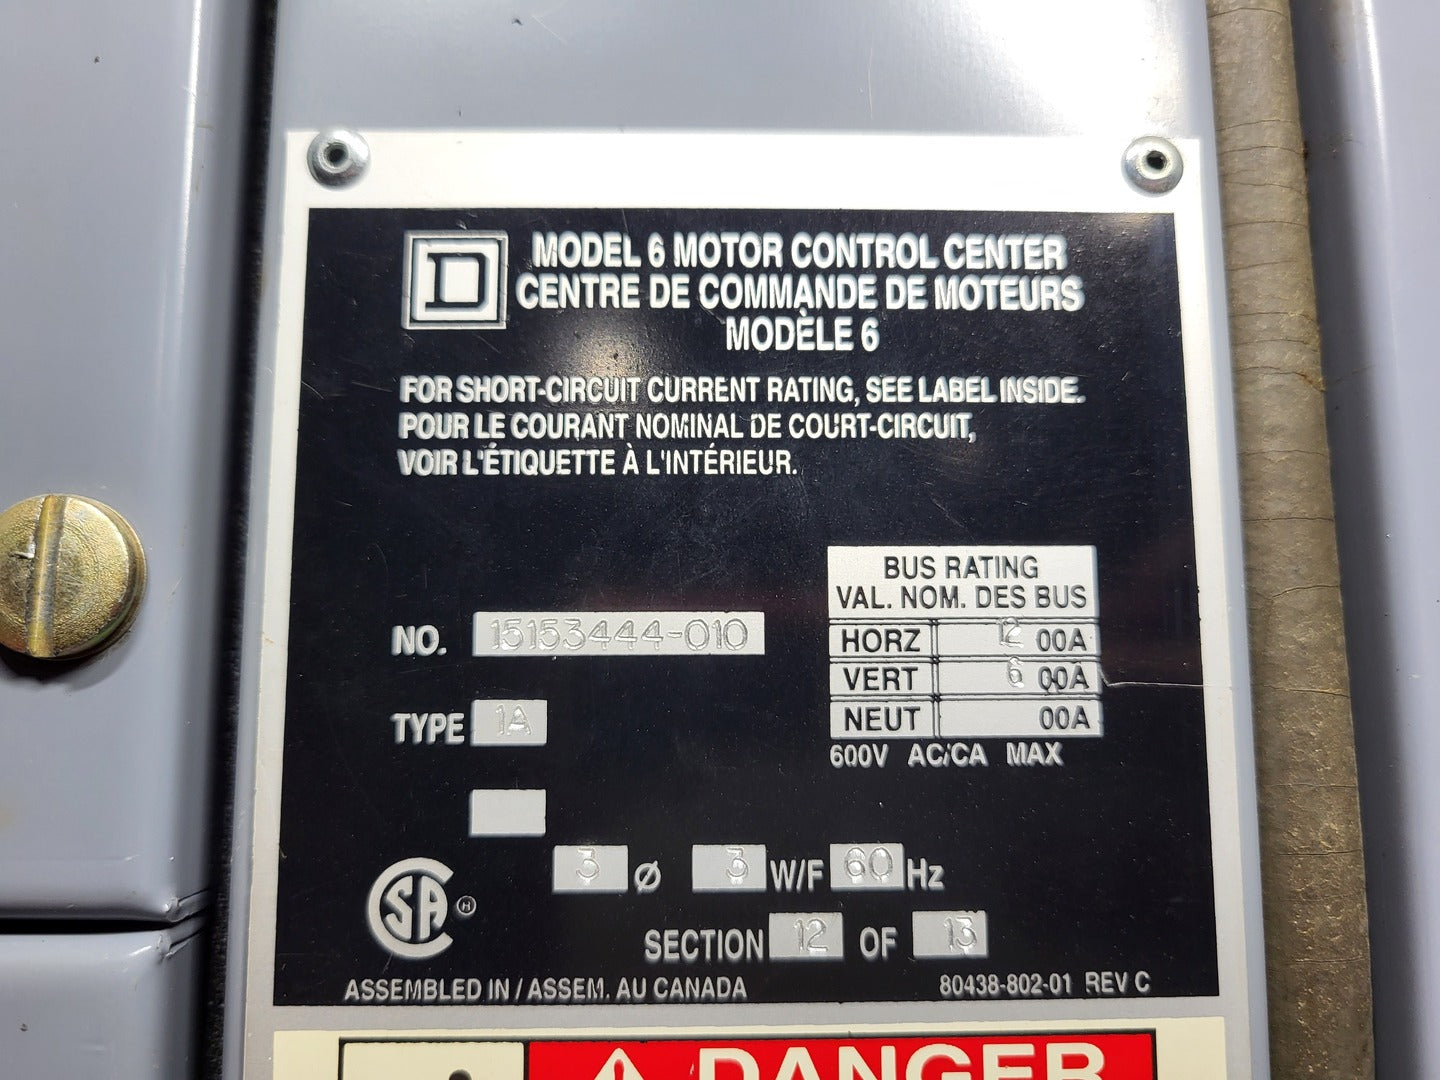 MODEL 6 MOTOR CONTROL CENTER
CENTRE DE COMMANDE DE MOTEURS
MODÈLE 6
FOR SHORT-CIRCUIT CURRENT RATING, SEE LABEL INSIDE.
POUR LE COURANT NOMINAL DE COURT-CIRCUIT,
VOIR L'ÉTIQUETTE À L'INTÉRIEUR.
BUS RATING
VAL. NOM. DES BUS
HORZ 12 00A
VERT 6 00A
NEUT 00A
600V AC/CA MAX
NO. 15153444-010
TYPE 1A
3 Ø 3 W/F 60 Hz
SECTION 12 OF 13
CSA
ASSEMBLED IN / ASSEM. AU CANADA
80438-802-01 REV C
DANGER